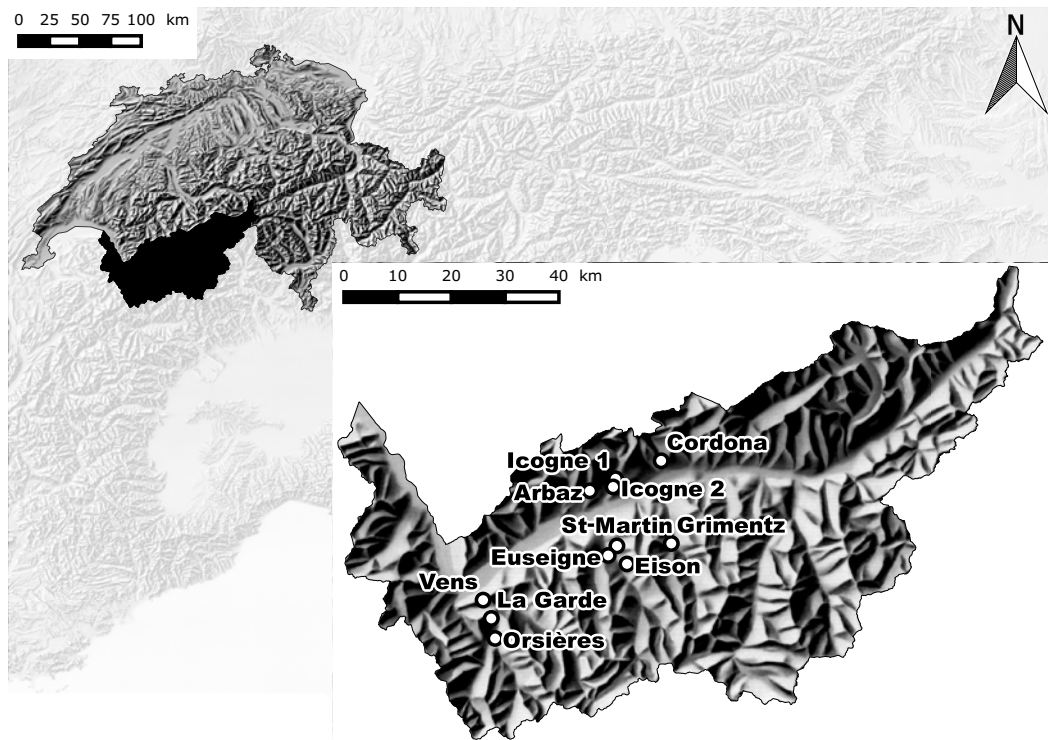 0 25 50 75 100 km
N
0 10 20 30 40 km
Cordona
Icogne 1
Arbaz
Icogne 2
St-Martin
Grimentz
Euseigne
Eison
Vens
La Garde
Orsières